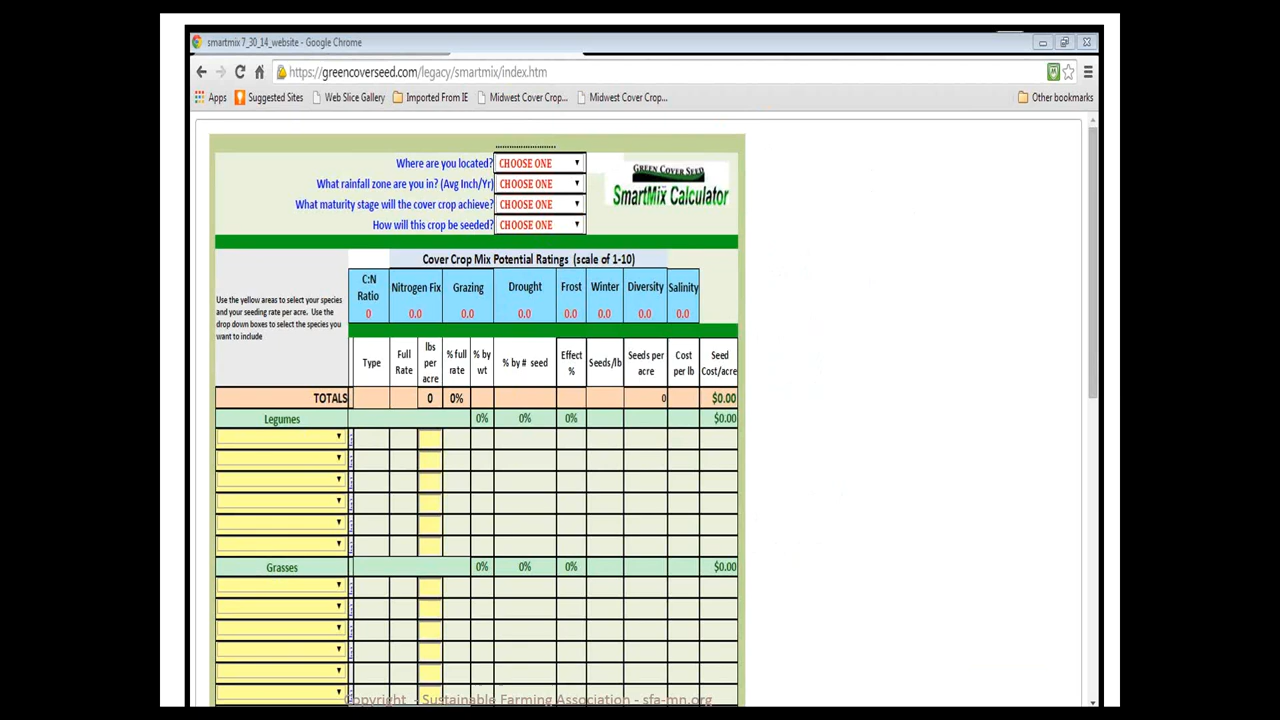 smartmix 7_30_14_website - Google Chrome
https://greencoverseed.com/legacy/smartmix/index.htm
Apps Suggested Sites Web Slice Gallery Imported From IE Midwest Cover Crop... Midwest Cover Crop... Other bookmarks
Where are you located? CHOOSE ONE
What rainfall zone are you in? (Avg Inch/Yr) CHOOSE ONE
What maturity stage will the cover crop achieve? CHOOSE ONE
How will this crop be seeded? CHOOSE ONE
GREEN COVER SEED
SmartMix Calculator
Cover Crop Mix Potential Ratings (scale of 1-10)
C:N Ratio Nitrogen Fix Grazing Drought Frost Winter Diversity Salinity
0 0.0 0.0 0.0 0.0 0.0 0.0 0.0
Use the yellow areas to select your species
and your seeding rate per acre. Use the
drop down boxes to select the species you
want to include
Type Full Rate lbs per acre % full rate % by wt % by # seed Effect % Seeds/lb Seeds per acre Cost per lb Seed Cost/acre
TOTALS 0 0% 0 $0.00
Legumes 0% 0% 0% $0.00
Grasses 0% 0% 0% $0.00
Copyright - Sustainable Farming Association - sfa-mn.org